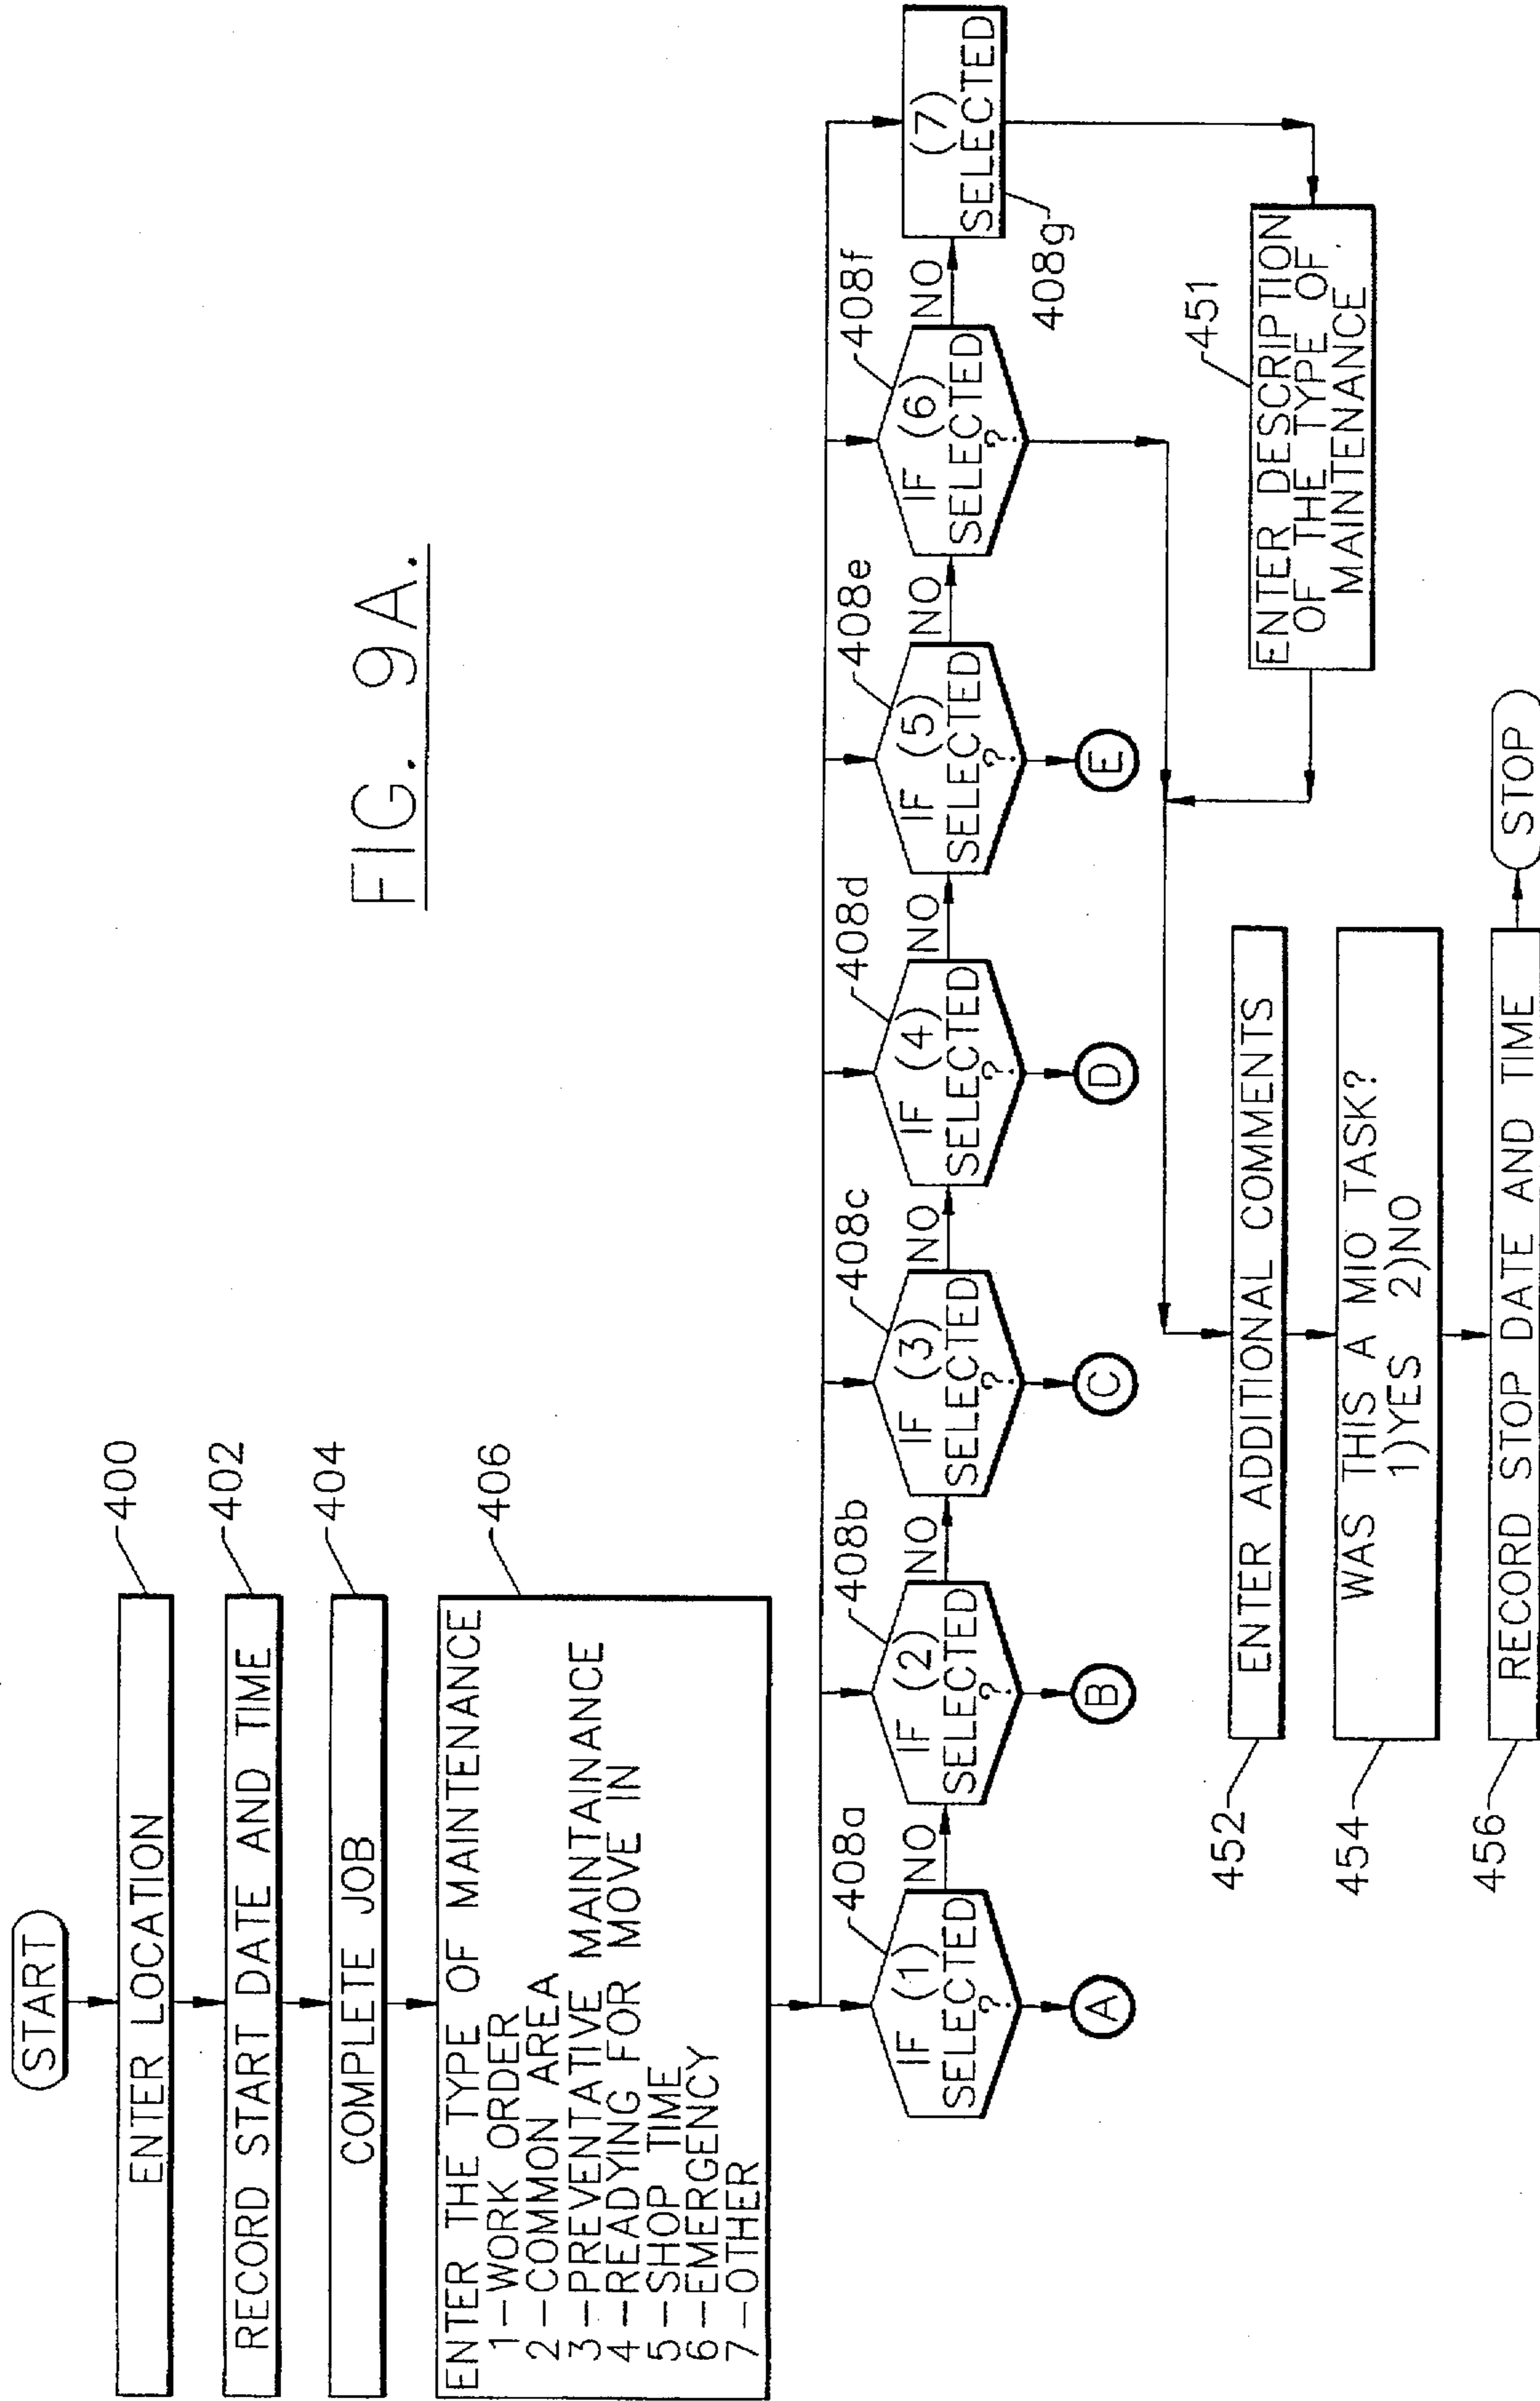 FIG. 9A.
START
ENTER LOCATION
400
RECORD START DATE AND TIME
402
COMPLETE JOB
404
ENTER THE TYPE OF MAINTENANCE
1-WORK ORDER
2-COMMON AREA
3-PREVENTATIVE MAINTAINANCE
4-READYING FOR MOVE IN
5-SHOP TIME
6-EMERGENCY
7-OTHER
406
IF (1)
SELECTED
?
408a
NO
A
IF (2)
SELECTED
?
408b
NO
B
IF (3)
SELECTED
?
408c
NO
C
IF (4)
SELECTED
?
408d
NO
D
IF (5)
SELECTED
?
408e
NO
E
IF (6)
SELECTED
?
408f
NO
(7)
SELECTED
408g
ENTER DESCRIPTION
OF THE TYPE OF
MAINTENANCE
451
ENTER ADDITIONAL COMMENTS
452
WAS THIS A MIO TASK?
1)YES 2)NO
454
RECORD STOP DATE AND TIME
456
STOP